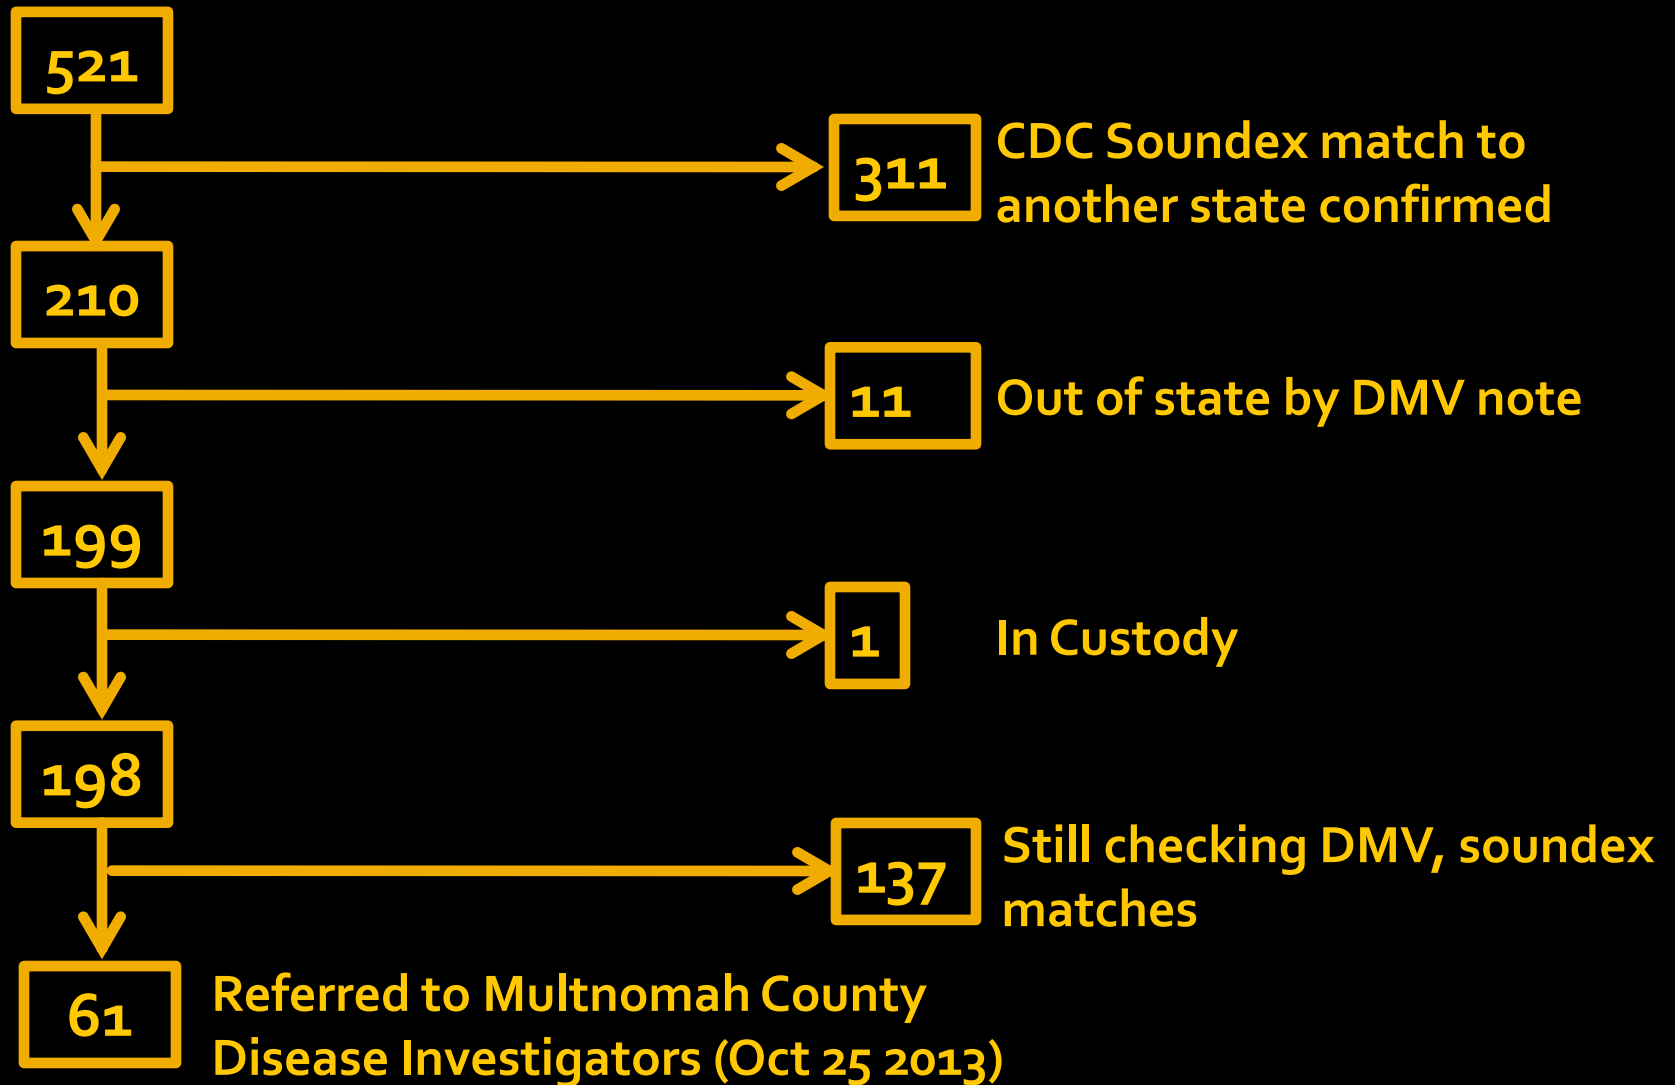 521
311
CDC Soundex match to
another state confirmed
210
11
Out of state by DMV note
199
1
In Custody
198
137
Still checking DMV, soundex
matches
61
Referred to Multnomah County
Disease Investigators (Oct 25 2013)